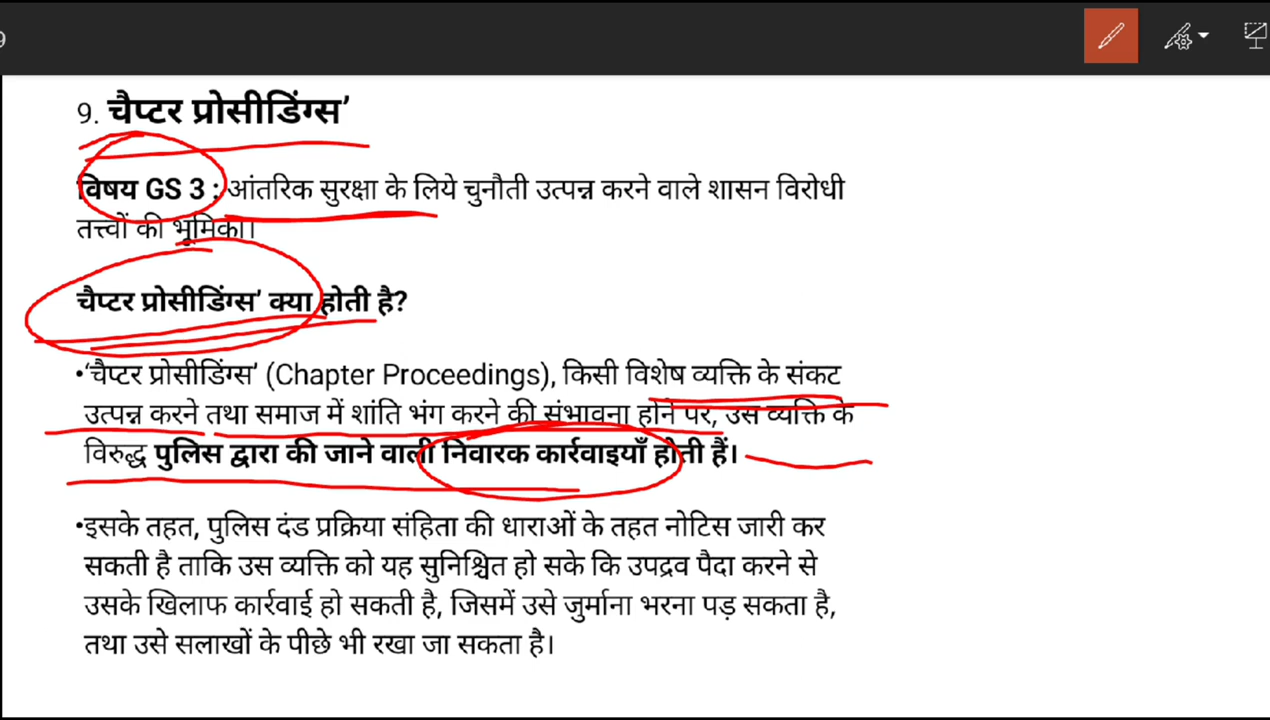 9
9. चैप्टर प्रोसीडिंग्स’
विषय GS 3 : आंतरिक सुरक्षा के लिये चुनौती उत्पन्न करने वाले शासन विरोधी
तत्त्वों की भूमिका।
चैप्टर प्रोसीडिंग्स’ क्या होती है?
•‘चैप्टर प्रोसीडिंग्स’ (Chapter Proceedings), किसी विशेष व्यक्ति के संकट
उत्पन्न करने तथा समाज में शांति भंग करने की संभावना होने पर, उस व्यक्ति के
विरुद्ध पुलिस द्वारा की जाने वाली निवारक कार्रवाइयाँ होती हैं।
•इसके तहत, पुलिस दंड प्रक्रिया संहिता की धाराओं के तहत नोटिस जारी कर
सकती है ताकि उस व्यक्ति को यह सुनिश्चित हो सके कि उपद्रव पैदा करने से
उसके खिलाफ कार्रवाई हो सकती है, जिसमें उसे जुर्माना भरना पड़ सकता है,
तथा उसे सलाखों के पीछे भी रखा जा सकता है।